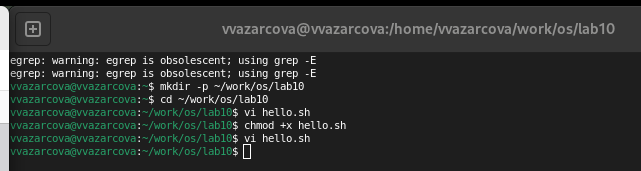 vvazarcova@vvazarcova:/home/vvazarcova/work/os/lab10
egrep: warning: egrep is obsolescent; using grep -E
egrep: warning: egrep is obsolescent; using grep -E
vvazarcova@vvazarcova:~$ mkdir -p ~/work/os/lab10
vvazarcova@vvazarcova:~$ cd ~/work/os/lab10
vvazarcova@vvazarcova:~/work/os/lab10$ vi hello.sh
vvazarcova@vvazarcova:~/work/os/lab10$ chmod +x hello.sh
vvazarcova@vvazarcova:~/work/os/lab10$ vi hello.sh
vvazarcova@vvazarcova:~/work/os/lab10$